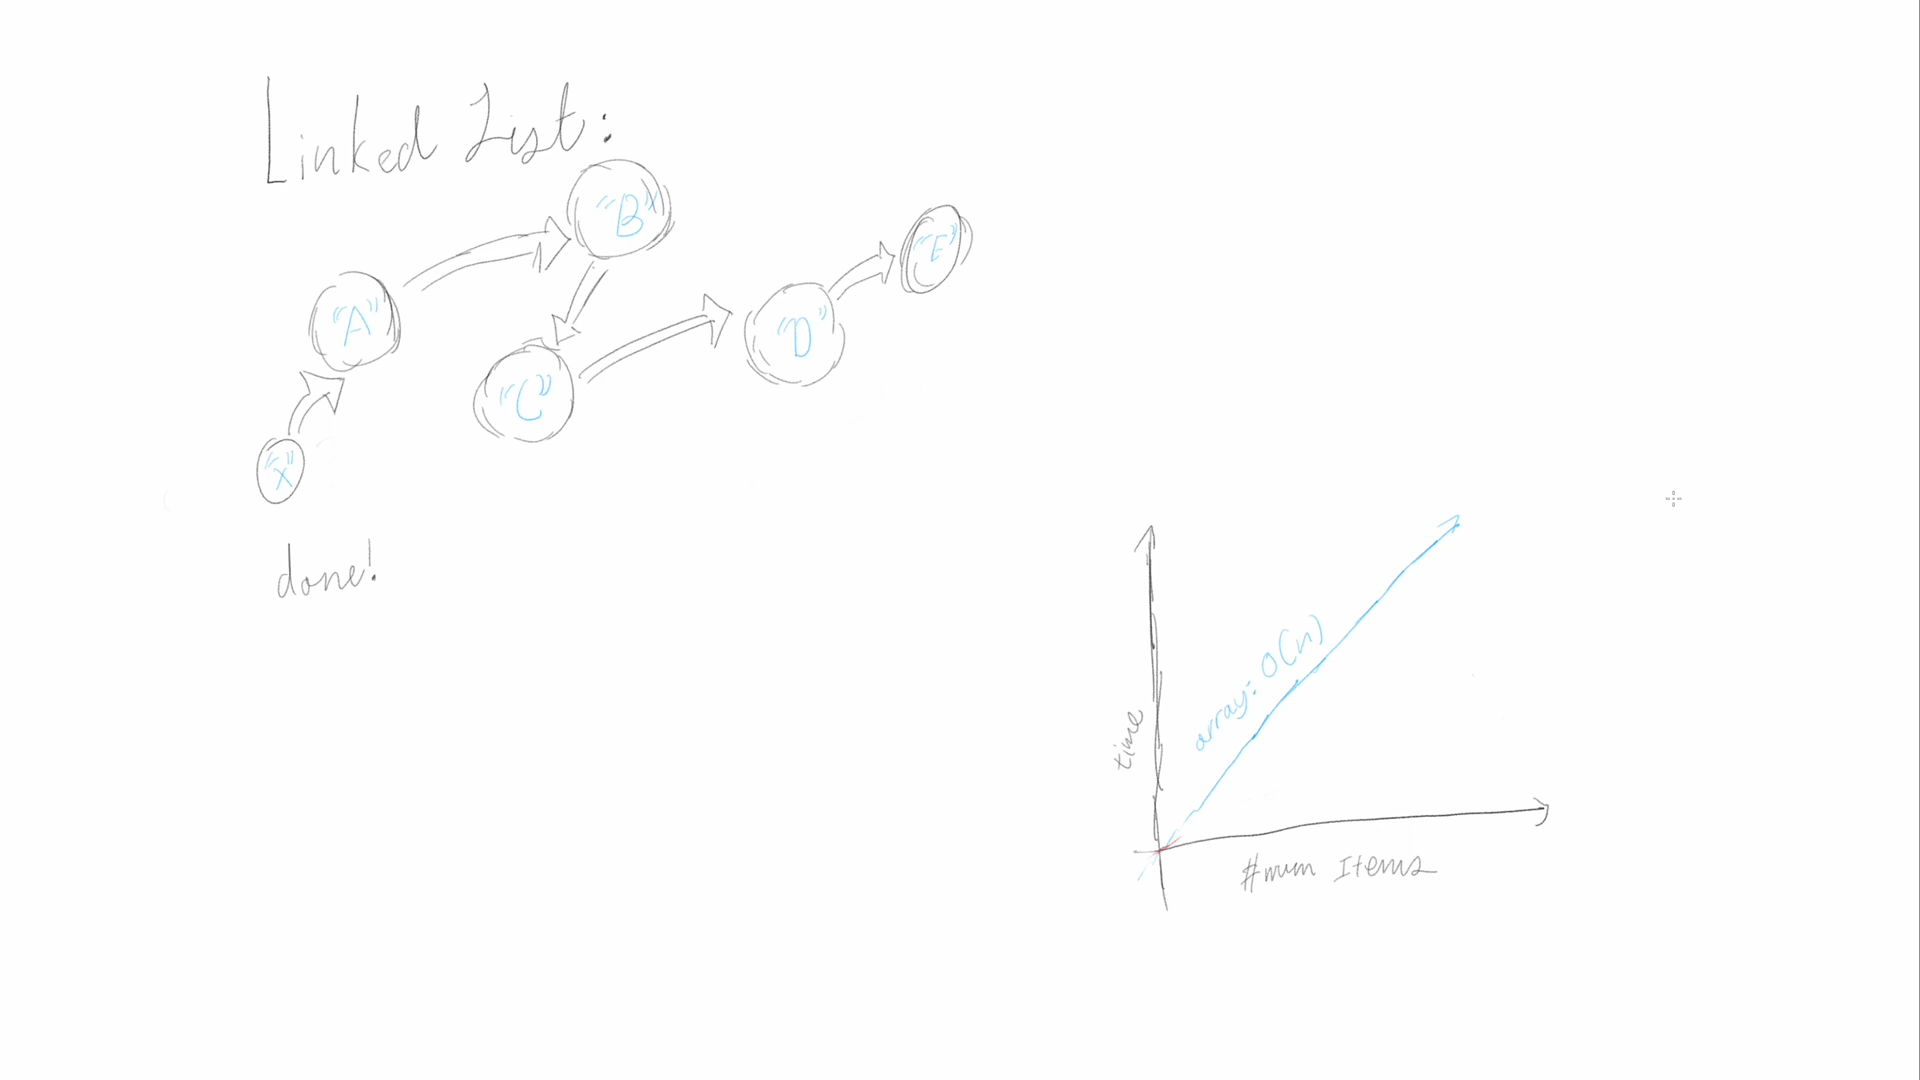 Linked List:
"B"
"E"
"A"
"D"
"C"
"X"
done!
array: O(n)
time
#num Items